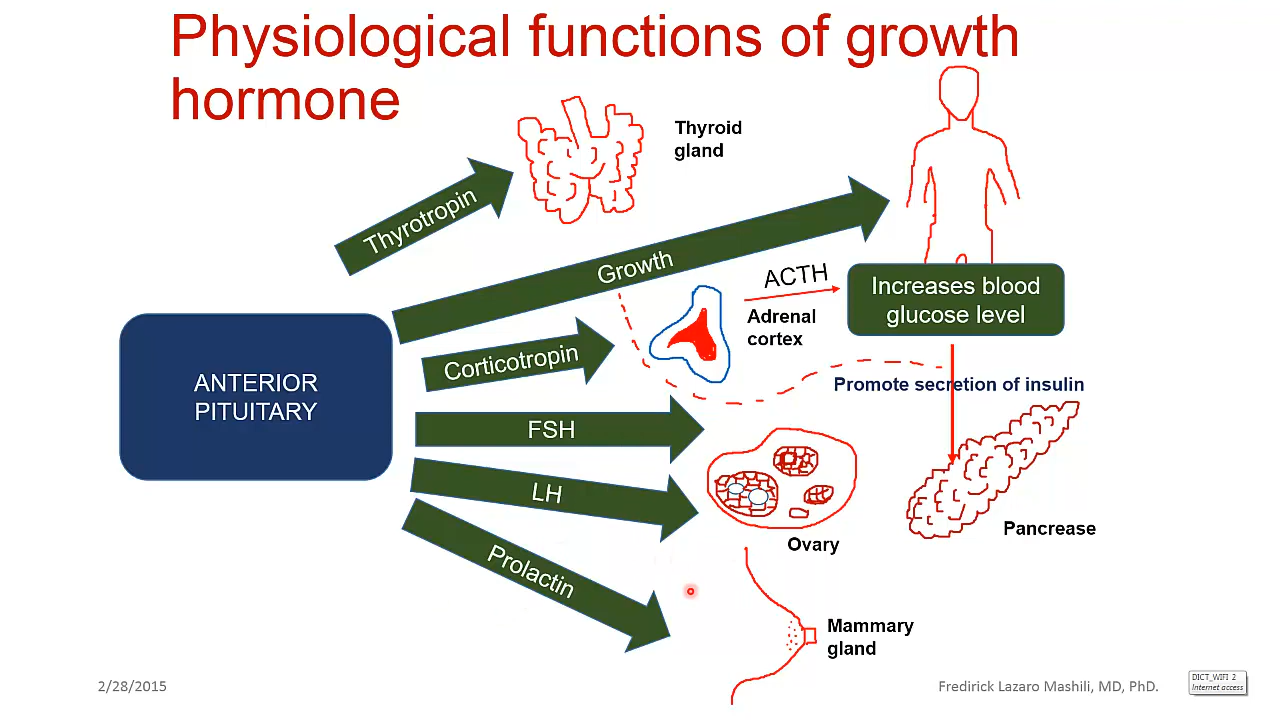 Physiological functions of growth
hormone
Thyroid
gland
Thyrotropin
Growth
ACTH
Increases blood
glucose level
Adrenal
cortex
Corticotropin
ANTERIOR
PITUITARY
Promote secretion of insulin
FSH
LH
Pancrease
Ovary
Prolactin
Mammary
gland
2/28/2015
Fredirick Lazaro Mashili, MD, PhD.
DICT_WIFI 2
Internet access